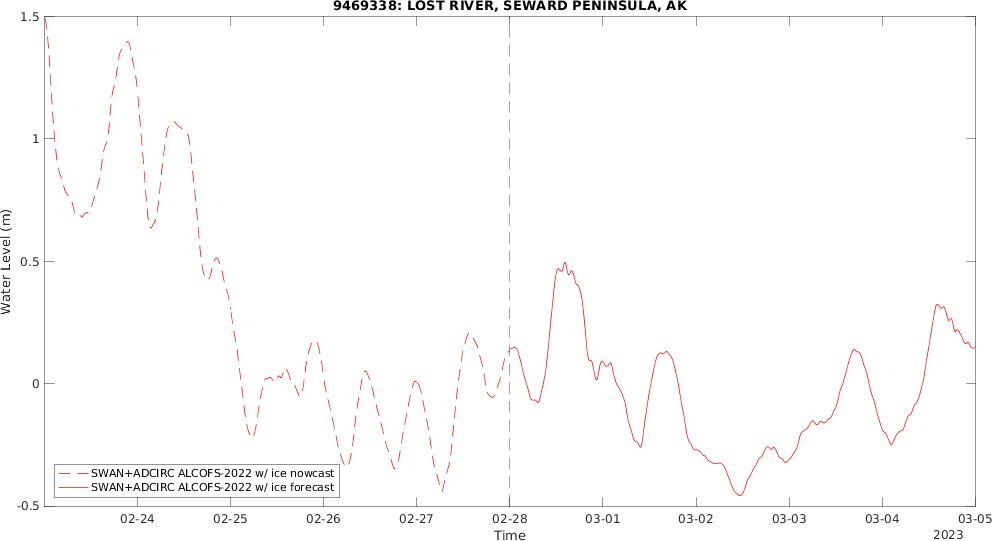 9469338: LOST RIVER, SEWARD PENINSULA, AK
1.5
1
0.5
0
-0.5
Water Level (m)
SWAN+ADCIRC ALCOFS-2022 w/ ice nowcast
SWAN+ADCIRC ALCOFS-2022 w/ ice forecast
02-24 02-25 02-26 02-27 02-28 03-01 03-02 03-03 03-04 03-05
Time
2023